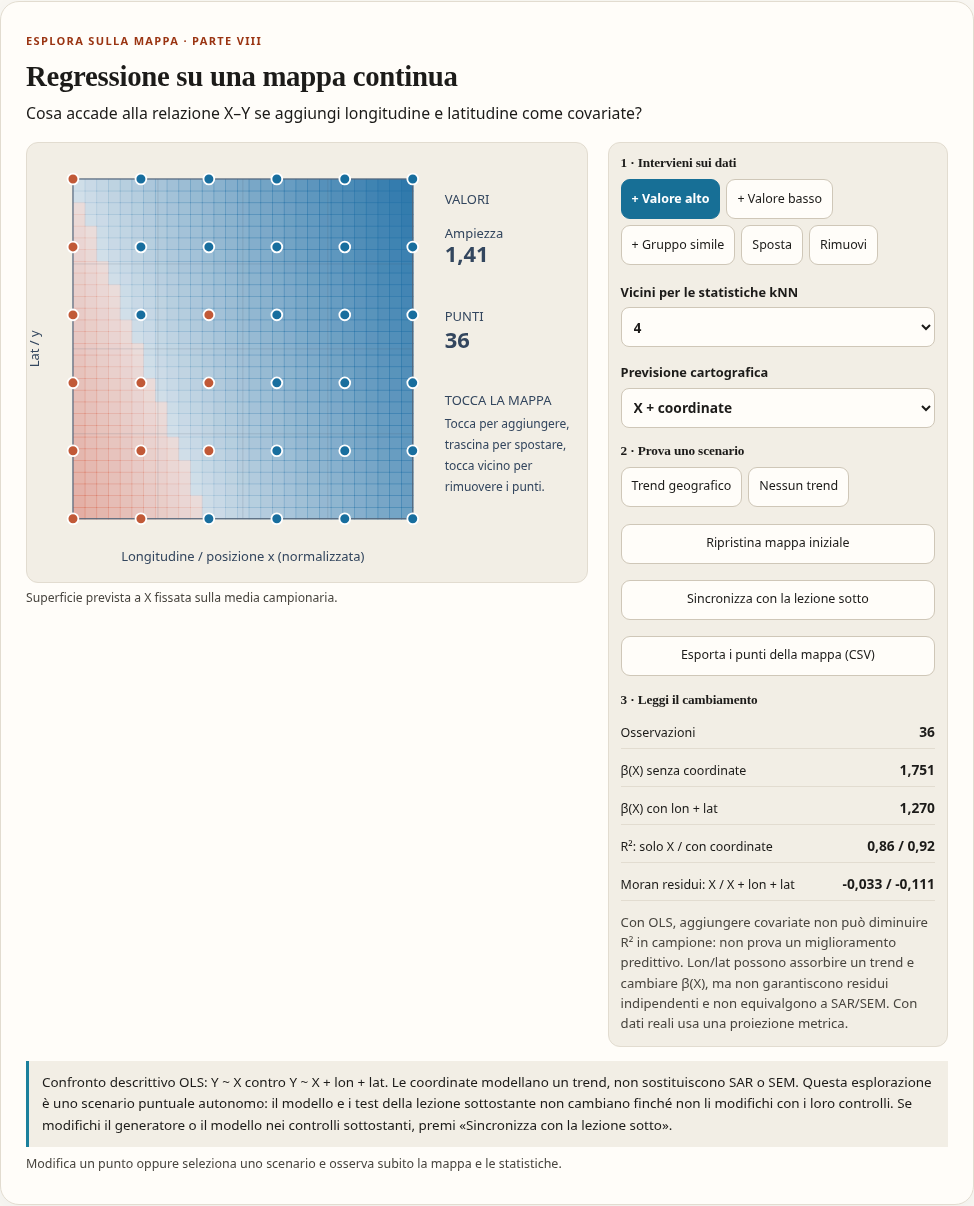 ESPLORA SULLA MAPPA · PARTE VIII
Regressione su una mappa continua
Cosa accade alla relazione X–Y se aggiungi longitudine e latitudine come covariate?
Lat / y
Longitudine / posizione x (normalizzata)
VALORI
Ampiezza
1,41
PUNTI
36
TOCCA LA MAPPA
Tocca per aggiungere,
trascina per spostare,
tocca vicino per
rimuovere i punti.
Superficie prevista a X fissata sulla media campionaria.
1 · Intervieni sui dati
+ Valore alto
+ Valore basso
+ Gruppo simile
Sposta
Rimuovi
Vicini per le statistiche kNN
4
Previsione cartografica
X + coordinate
2 · Prova uno scenario
Trend geografico
Nessun trend
Ripristina mappa iniziale
Sincronizza con la lezione sotto
Esporta i punti della mappa (CSV)
3 · Leggi il cambiamento
Osservazioni 36
β(X) senza coordinate 1,751
β(X) con lon + lat 1,270
R²: solo X / con coordinate 0,86 / 0,92
Moran residui: X / X + lon + lat -0,033 / -0,111
Con OLS, aggiungere covariate non può diminuire
R² in campione: non prova un miglioramento
predittivo. Lon/lat possono assorbire un trend e
cambiare β(X), ma non garantiscono residui
indipendenti e non equivalgono a SAR/SEM. Con
dati reali usa una proiezione metrica.
Confronto descrittivo OLS: Y ~ X contro Y ~ X + lon + lat. Le coordinate modellano un trend, non sostituiscono SAR o SEM. Questa esplorazione
è uno scenario puntuale autonomo: il modello e i test della lezione sottostante non cambiano finché non li modifichi con i loro controlli. Se
modifichi il generatore o il modello nei controlli sottostanti, premi «Sincronizza con la lezione sotto».
Modifica un punto oppure seleziona uno scenario e osserva subito la mappa e le statistiche.